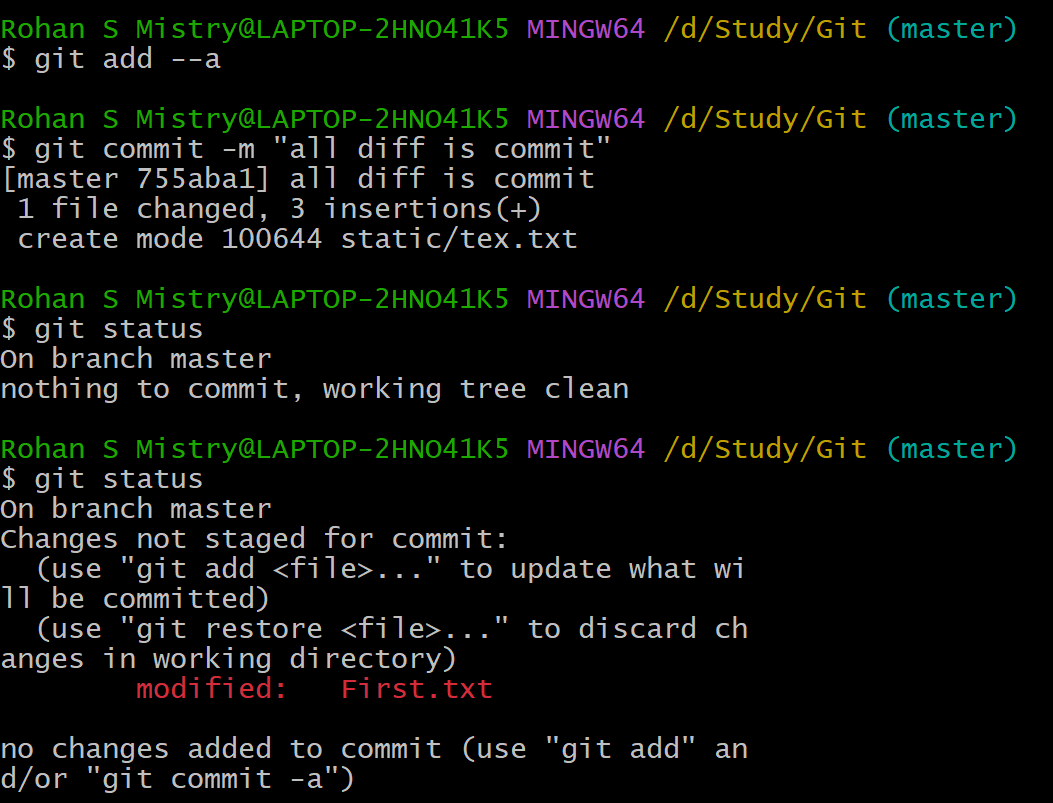 Rohan S Mistry@LAPTOP-2HNO41K5 MINGW64 /d/Study/Git (master)
$ git add --a
Rohan S Mistry@LAPTOP-2HNO41K5 MINGW64 /d/Study/Git (master)
$ git commit -m "all diff is commit"
[master 755aba1] all diff is commit
 1 file changed, 3 insertions(+)
 create mode 100644 static/tex.txt
Rohan S Mistry@LAPTOP-2HNO41K5 MINGW64 /d/Study/Git (master)
$ git status
On branch master
nothing to commit, working tree clean
Rohan S Mistry@LAPTOP-2HNO41K5 MINGW64 /d/Study/Git (master)
$ git status
On branch master
Changes not staged for commit:
  (use "git add <file>..." to update what wi
ll be committed)
  (use "git restore <file>..." to discard ch
anges in working directory)
        modified:   First.txt
no changes added to commit (use "git add" an
d/or "git commit -a")